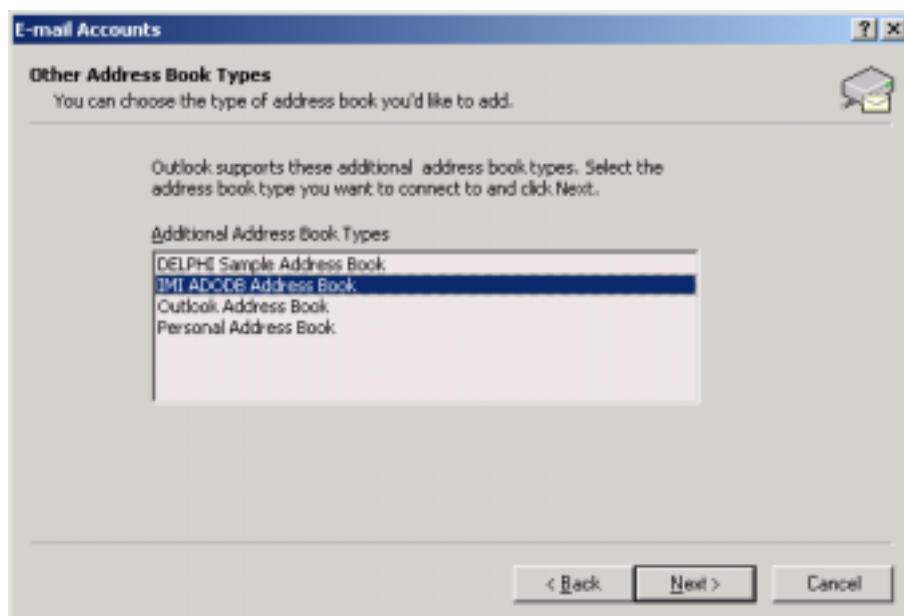 E-mail Accounts
Other Address Book Types
You can choose the type of address book you'd like to add.
Outlook supports these additional address book types. Select the
address book type you want to connect to and click Next.
Additional Address Book Types
DELPHI Sample Address Book
IMI ADODB Address Book
Outlook Address Book
Personal Address Book
< Back Next > Cancel